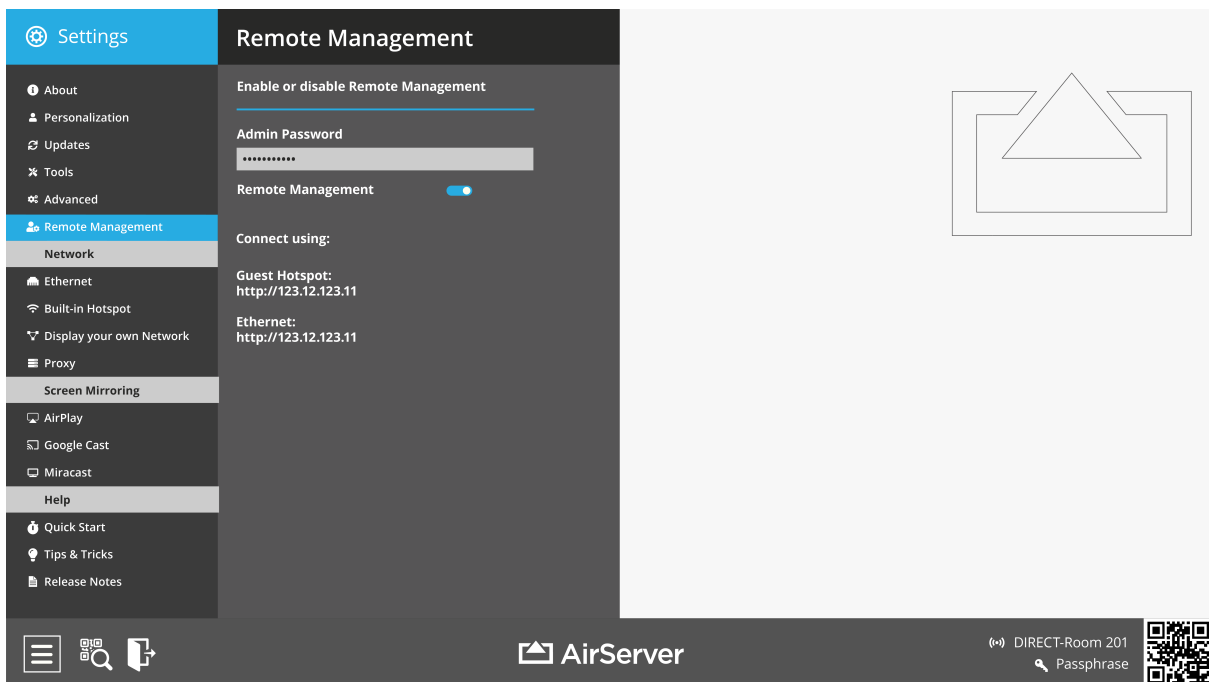 Settings
About
Personalization
Updates
Tools
Advanced
Remote Management
Network
Ethernet
Built-in Hotspot
Display your own Network
Proxy
Screen Mirroring
AirPlay
Google Cast
Miracast
Help
Quick Start
Tips & Tricks
Release Notes
Remote Management
Enable or disable Remote Management
Admin Password
•••••••••••
Remote Management
Connect using:
Guest Hotspot:
http://123.12.123.11
Ethernet:
http://123.12.123.11
AirServer
DIRECT-Room 201
Passphrase